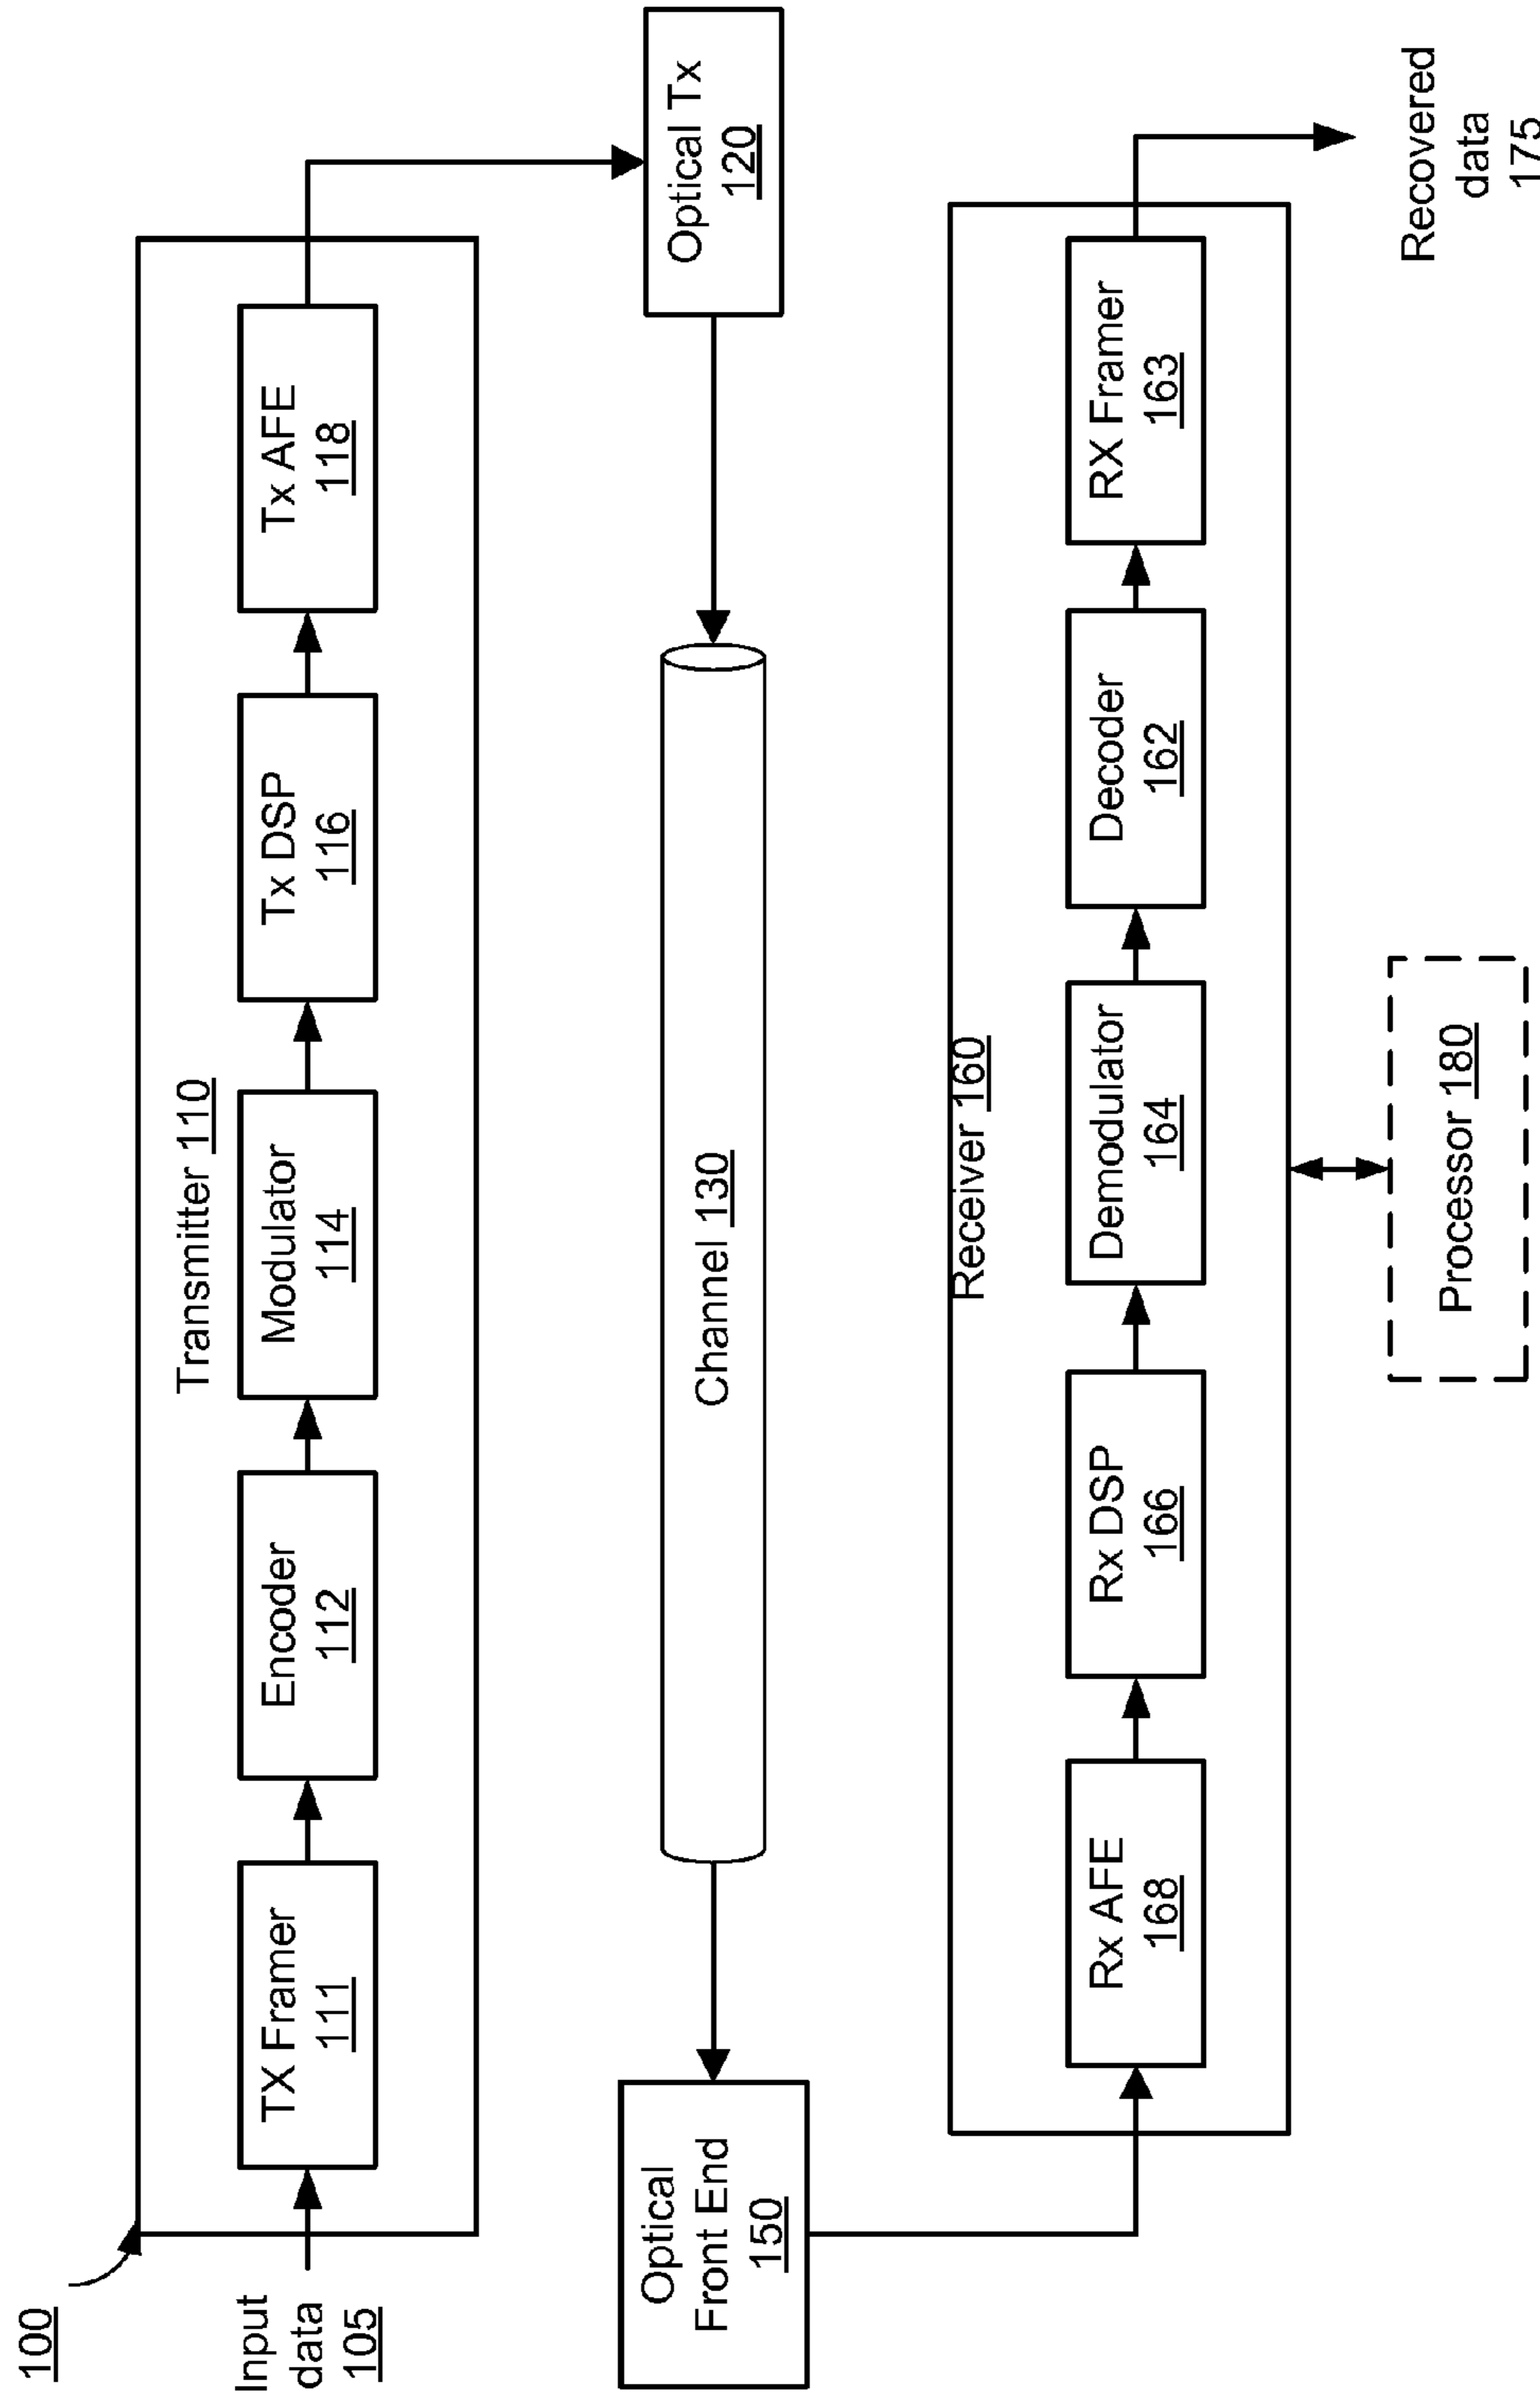 100
Input
data
105
Transmitter 110
TX Framer
111
Encoder
112
Modulator
114
Tx DSP
116
Tx AFE
118
Optical Tx
120
Channel 130
Optical
Front End
150
Receiver 160
Rx AFE
168
Rx DSP
166
Demodulator
164
Decoder
162
RX Framer
163
Recovered
data
175
Processor 180